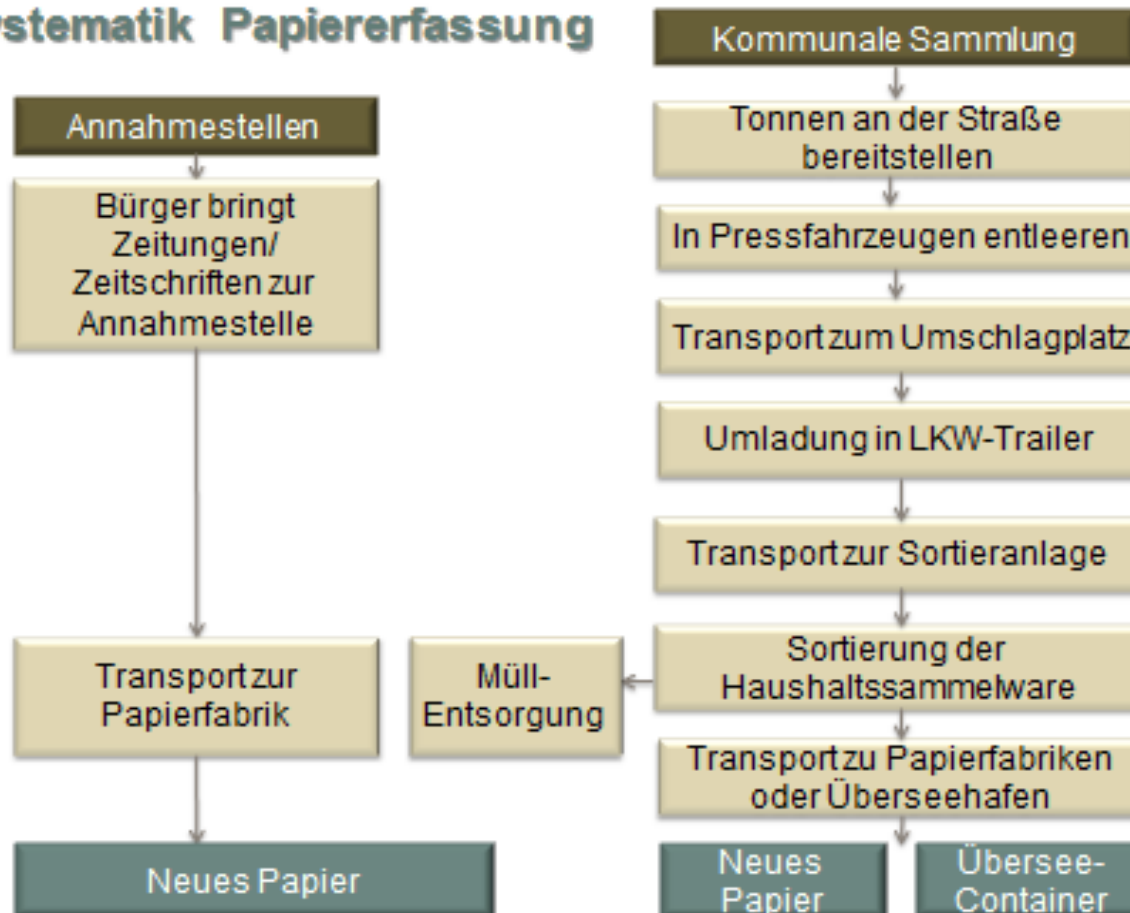 ystematik Papiererfassung
Annahmestellen
Bürger bringt
Zeitungen/
Zeitschriften zur
Annahmestelle
Transport zur
Papierfabrik
Neues Papier
Kommunale Sammlung
Tonnen an der Straße
bereitstellen
In Pressfahrzeugen entleeren
Transport zum Umschlagplatz
Umladung in LKW-Trailer
Transport zur Sortieranlage
Sortierung der
Haushaltssammelware
Müll-
Entsorgung
Transport zu Papierfabriken
oder Überseehafen
Neues
Papier
Übersee-
Container